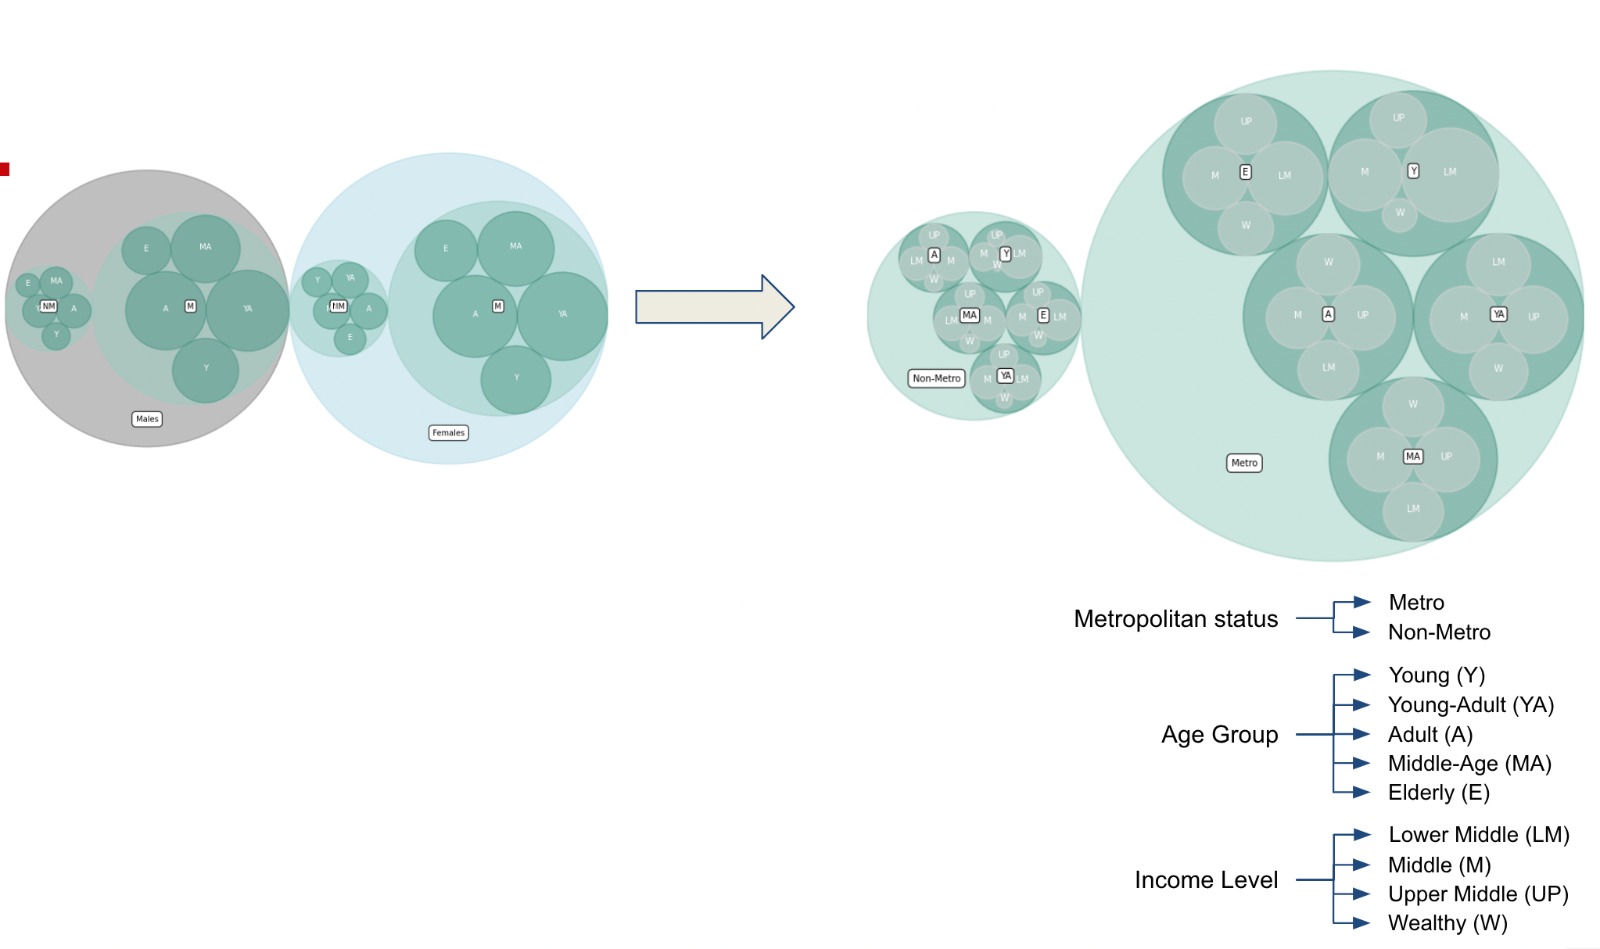 E
MA
NM
A
Y
E
MA
A
M
YA
Y
Males
Y
YA
NM
A
E
E
MA
A
M
YA
Y
Females
UP
A
LM
M
W
UP
Y
M
LM
W
UP
MA
LM
M
W
UP
E
M
LM
W
UP
YA
M
LM
W
Non-Metro
UP
E
M
LM
W
UP
Y
M
LM
W
W
A
M
UP
LM
LM
YA
M
UP
W
W
MA
M
UP
LM
Metro
Metropolitan status
Metro
Non-Metro
Age Group
Young (Y)
Young-Adult (YA)
Adult (A)
Middle-Age (MA)
Elderly (E)
Income Level
Lower Middle (LM)
Middle (M)
Upper Middle (UP)
Wealthy (W)